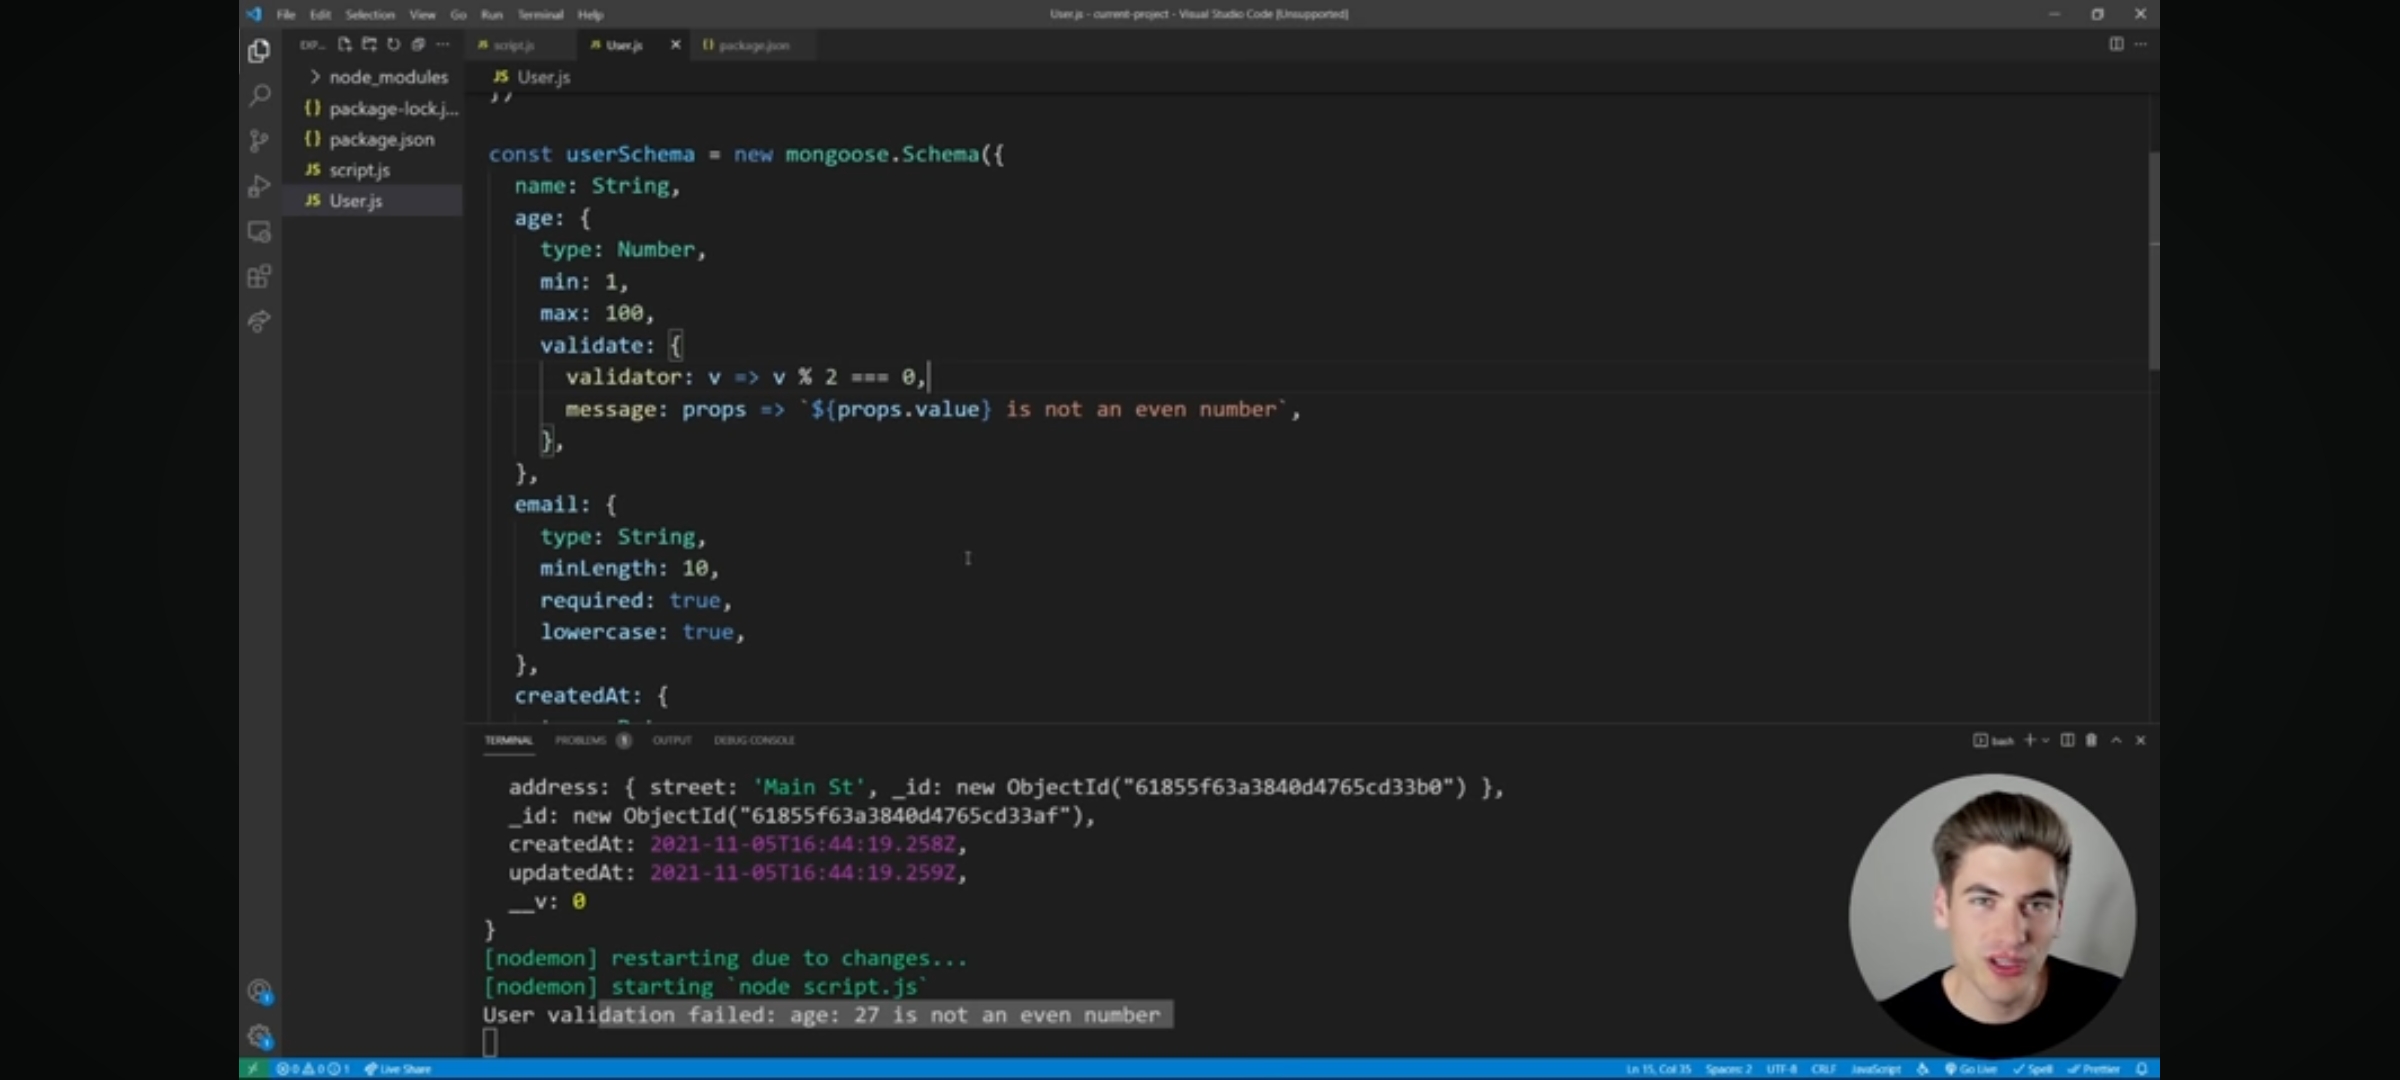 File Edit Selection View Go Run Terminal Help
User.js - current-project - Visual Studio Code [Unsupported]
EXP...
script.js
User.js
package.json
node_modules
package-lock.j...
package.json
script.js
User.js
User.js
const userSchema = new mongoose.Schema({
name: String,
age: {
type: Number,
min: 1,
max: 100,
validate: {
validator: v => v % 2 === 0,
message: props => `${props.value} is not an even number`,
},
},
email: {
type: String,
minLength: 10,
required: true,
lowercase: true,
},
createdAt: {
TERMINAL PROBLEMS 1 OUTPUT DEBUG CONSOLE
bash
address: { street: 'Main St', _id: new ObjectId("61855f63a3840d4765cd33b0") },
_id: new ObjectId("61855f63a3840d4765cd33af"),
createdAt: 2021-11-05T16:44:19.258Z,
updatedAt: 2021-11-05T16:44:19.259Z,
__v: 0
}
[nodemon] restarting due to changes...
[nodemon] starting `node script.js`
User validation failed: age: 27 is not an even number
0 0 1 Live Share
Ln 15, Col 35 Spaces: 2 UTF-8 CRLF JavaScript Go Live Spell Prettier